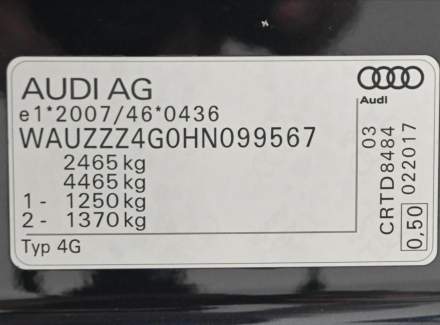 AUDI AG
e1*2007/46*0436
WAUZZZ4G0HN099567
2465 kg
4465 kg
1 - 1250 kg
2 - 1370 kg
Typ 4G
Audi
03
CRTD8484
0,50 022017